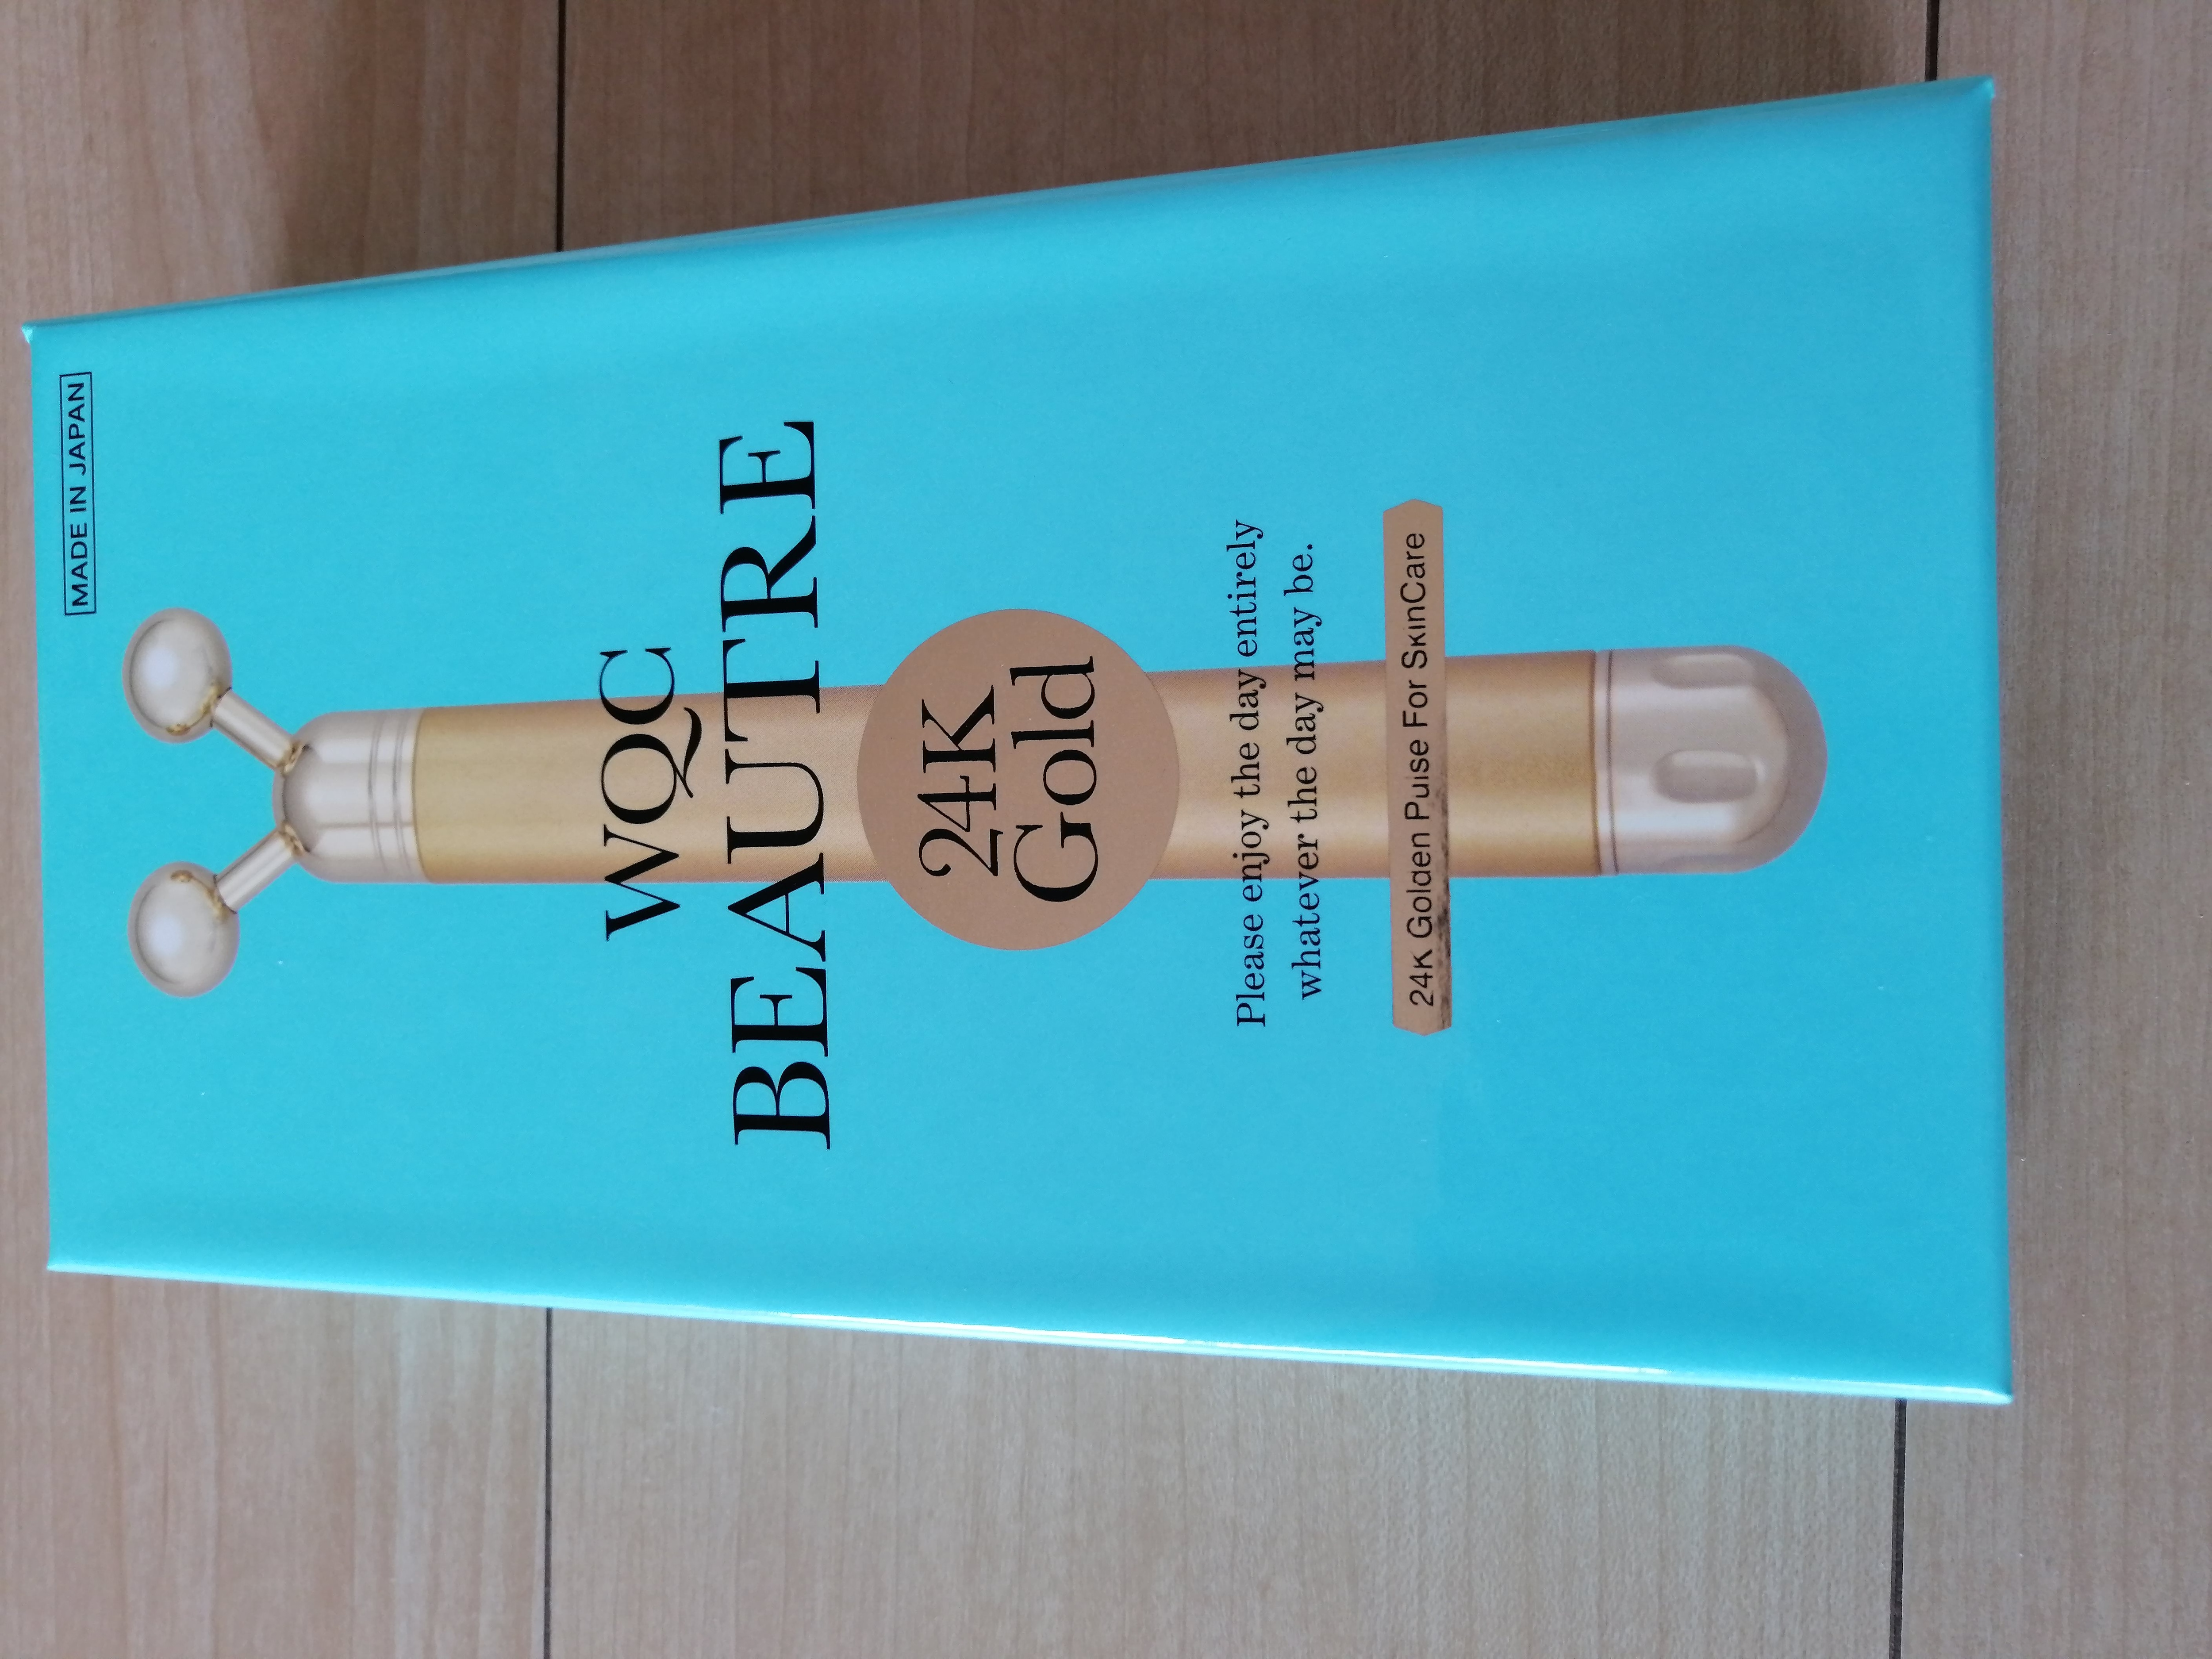 MADE IN JAPAN
WQC
BEAUTRE
24K
Gold
Please enjoy the day entirely
whatever the day may be.
24K Golden Pulse For SkinCare